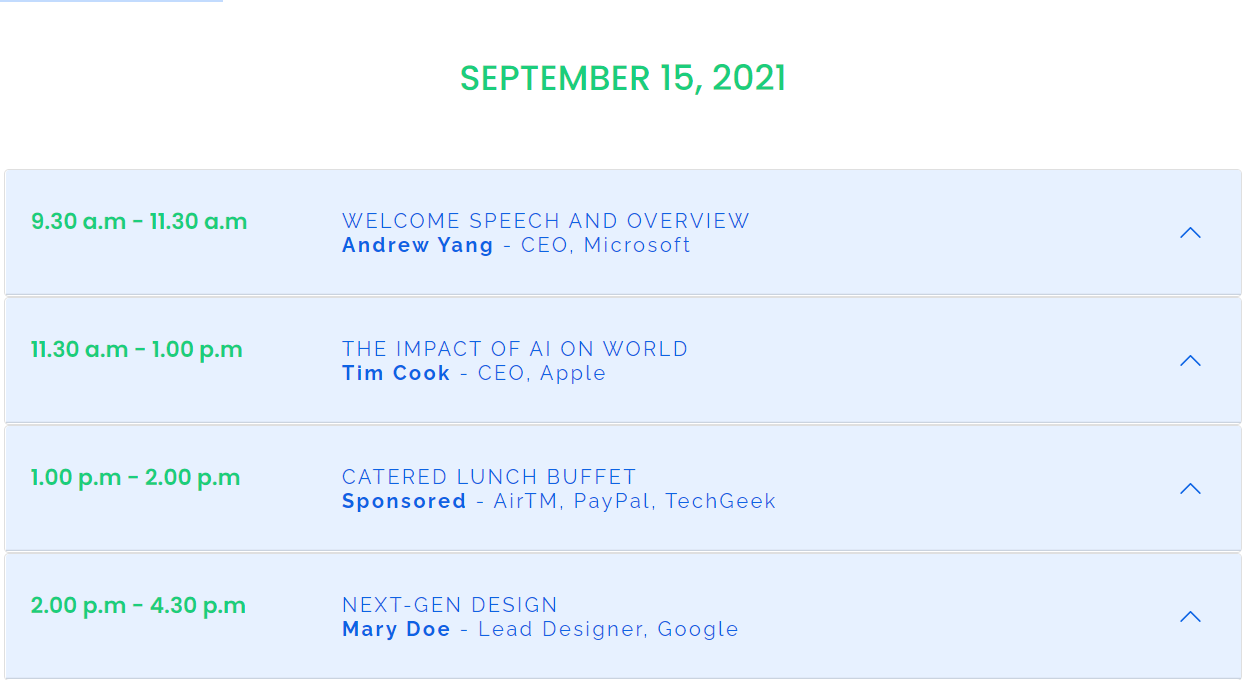 SEPTEMBER 15, 2021
9.30 a.m - 11.30 a.m
WELCOME SPEECH AND OVERVIEW
Andrew Yang - CEO, Microsoft
11.30 a.m - 1.00 p.m
THE IMPACT OF AI ON WORLD
Tim Cook - CEO, Apple
1.00 p.m - 2.00 p.m
CATERED LUNCH BUFFET
Sponsored - AirTM, PayPal, TechGeek
2.00 p.m - 4.30 p.m
NEXT-GEN DESIGN
Mary Doe - Lead Designer, Google